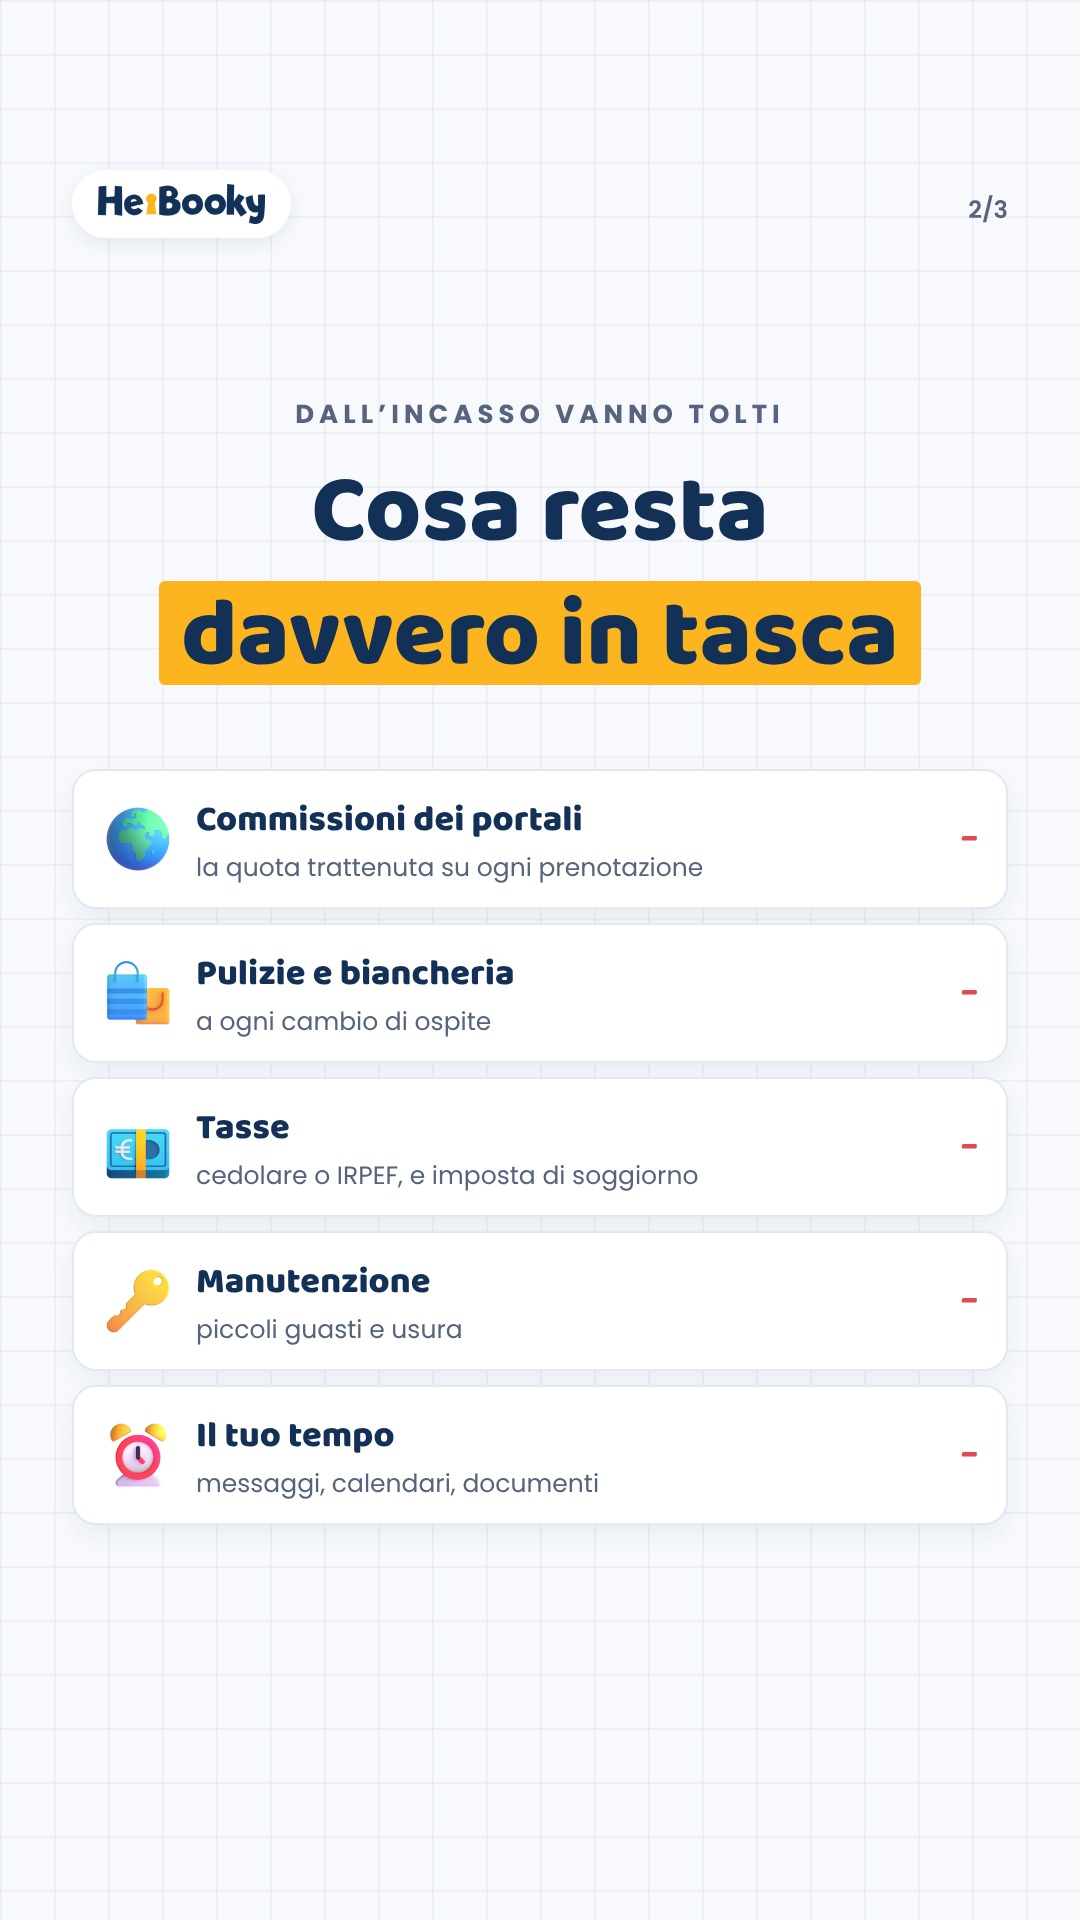 HeiBooky
2/3
DALL’INCASSO VANNO TOLTI
Cosa resta
davvero in tasca
Commissioni dei portali
la quota trattenuta su ogni prenotazione
–
Pulizie e biancheria
a ogni cambio di ospite
–
€
Tasse
cedolare o IRPEF, e imposta di soggiorno
–
Manutenzione
piccoli guasti e usura
–
Il tuo tempo
messaggi, calendari, documenti
–